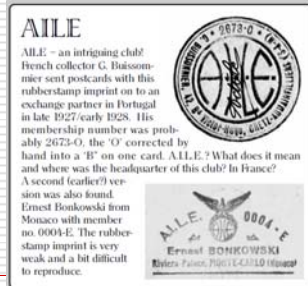 AILE
AILE – an intriguing club!
French collector G. Buissom-
mier sent postcards with this
rubberstamp imprint on to an
exchange partner in Portugal
in late 1927/early 1928. His
membership number was prob-
ably 2673-O, the 'O' corrected by
hand into a 'B' on one card. A.I.L.E.? What does it mean
and where was the headquarter of this club? In France?
A second (earlier?) ver-
sion was also found.
Ernest Bonkowski from
Monaco with member
no. 0004-E. The rubber-
stamp imprint is very
weak and a bit difficult
to reproduce.
2673-O
A.I.L.E.
A.I.L.E. 0004-E
Ernest BONKOWSKI
Riviera-Palace, MONTE-CARLO (Monaco)